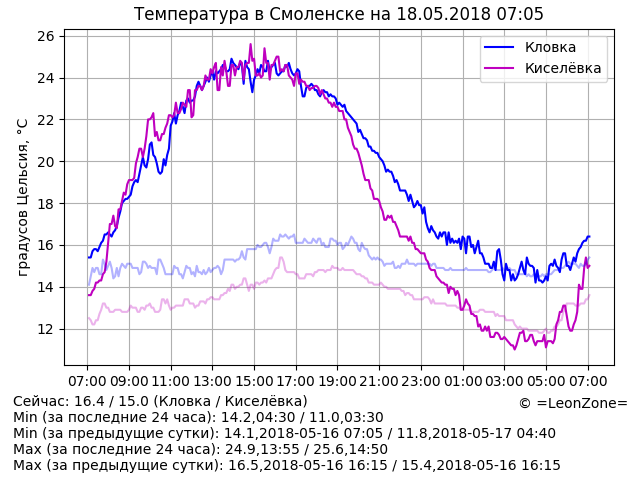 Температура в Смоленске на 18.05.2018 07:05
Кловка
Киселёвка
градусов Цельсия, °C
26
24
22
20
18
16
14
12
07:00 09:00 11:00 13:00 15:00 17:00 19:00 21:00 23:00 01:00 03:00 05:00 07:00
Сейчас: 16.4 / 15.0 (Кловка / Киселёвка)
© =LeonZone=
Min (за последние 24 часа): 14.2,04:30 / 11.0,03:30
Min (за предыдущие сутки): 14.1,2018-05-16 07:05 / 11.8,2018-05-17 04:40
Max (за последние 24 часа): 24.9,13:55 / 25.6,14:50
Max (за предыдущие сутки): 16.5,2018-05-16 16:15 / 15.4,2018-05-16 16:15